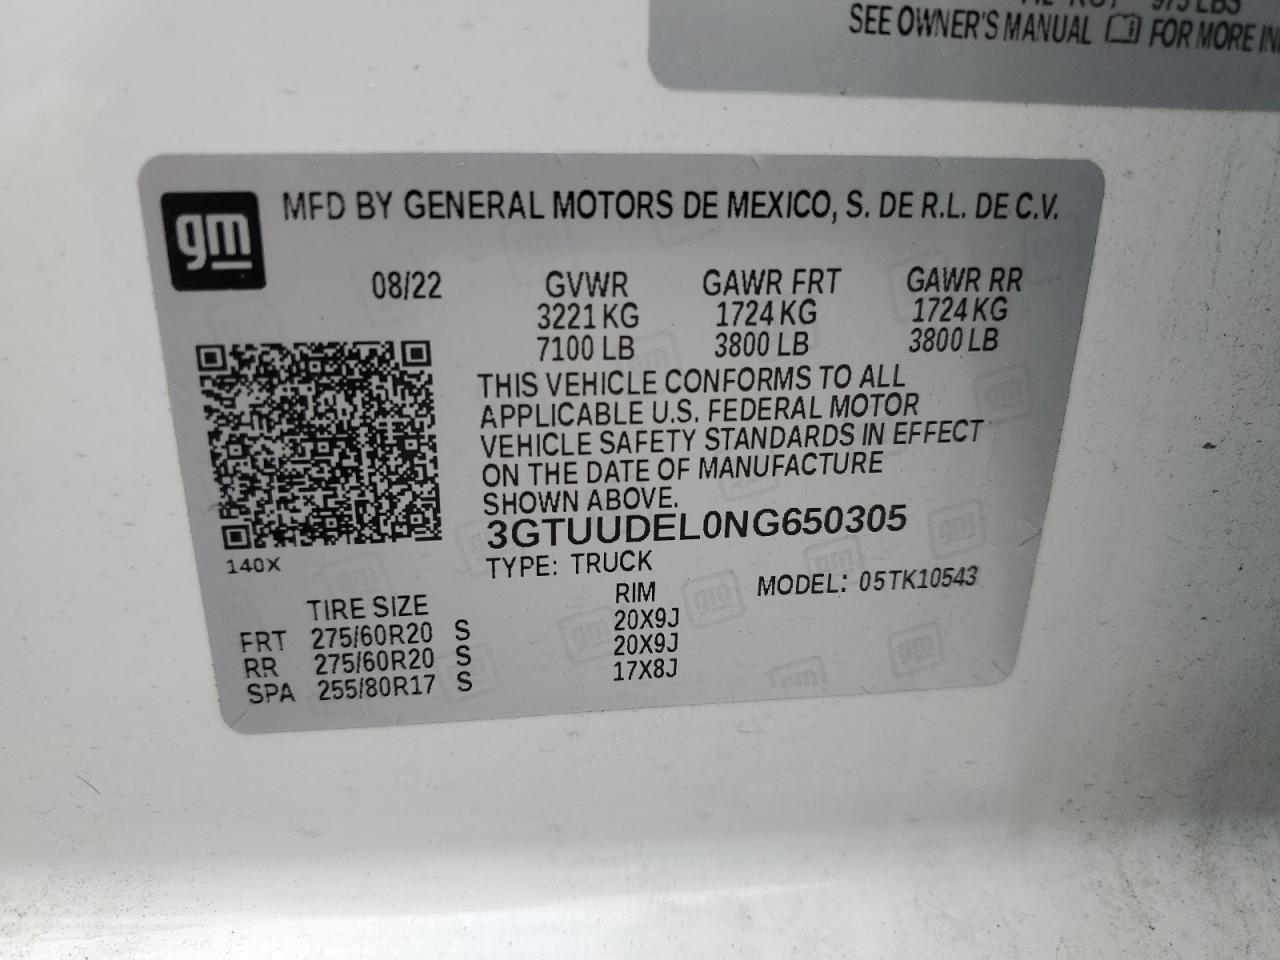 975 LBS
SEE OWNER'S MANUAL FOR MORE
gm
MFD BY GENERAL MOTORS DE MEXICO, S. DE R.L. DE C.V.
08/22 GVWR GAWR FRT GAWR RR
3221 KG 1724 KG 1724 KG
7100 LB 3800 LB 3800 LB
THIS VEHICLE CONFORMS TO ALL
APPLICABLE U.S. FEDERAL MOTOR
VEHICLE SAFETY STANDARDS IN EFFECT
ON THE DATE OF MANUFACTURE
SHOWN ABOVE.
3GTUUDEL0NG650305
140X
TYPE: TRUCK
MODEL: 05TK10543
TIRE SIZE RIM
FRT 275/60R20 S 20X9J
RR 275/60R20 S 20X9J
SPA 255/80R17 S 17X8J